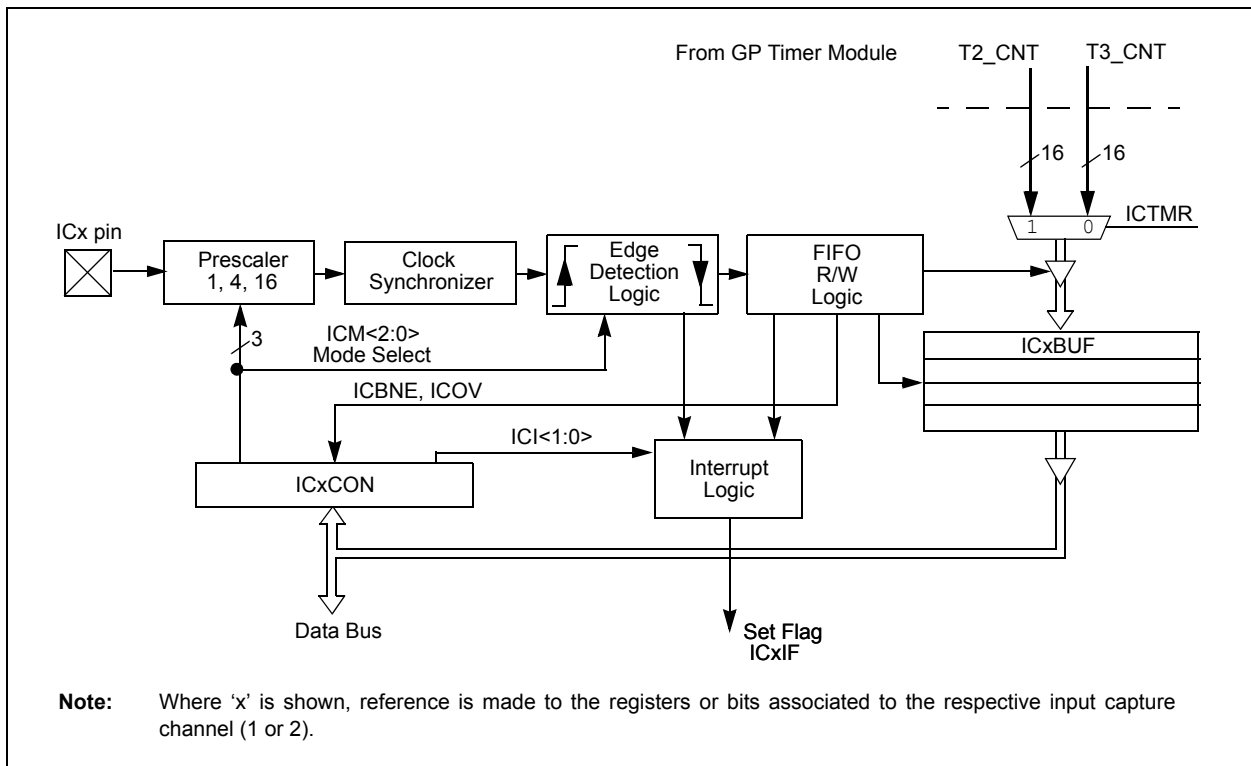 From GP Timer Module
T2_CNT
T3_CNT
16
16
1
0
ICTMR
ICx pin
Prescaler
1, 4, 16
Clock
Synchronizer
Edge
Detection
Logic
FIFO
R/W
Logic
3
ICM<2:0>
Mode Select
ICxBUF
ICBNE, ICOV
ICI<1:0>
ICxCON
Interrupt
Logic
Data Bus
Set Flag
ICxIF
Note: Where ‘x’ is shown, reference is made to the registers or bits associated to the respective input capture
channel (1 or 2).